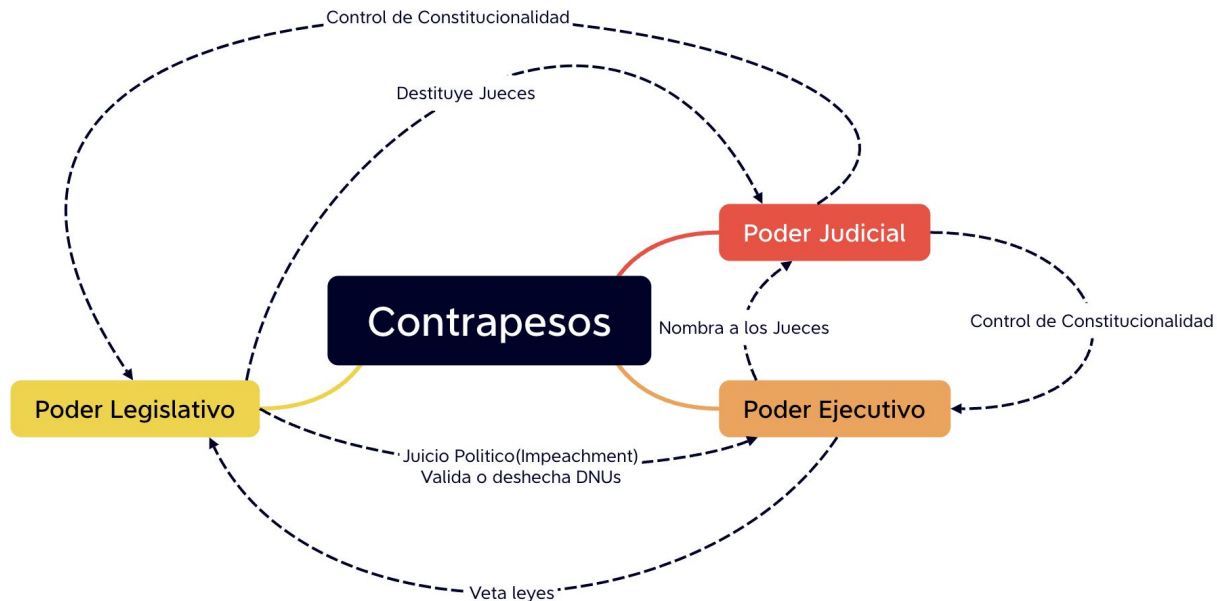 Control de Constitucionalidad
Destituye Jueces
Poder Judicial
Contrapesos
Nombra a los Jueces
Control de Constitucionalidad
Poder Legislativo
Poder Ejecutivo
Juicio Politico(Impeachment)
Valida o deshecha DNUs
Veta leyes